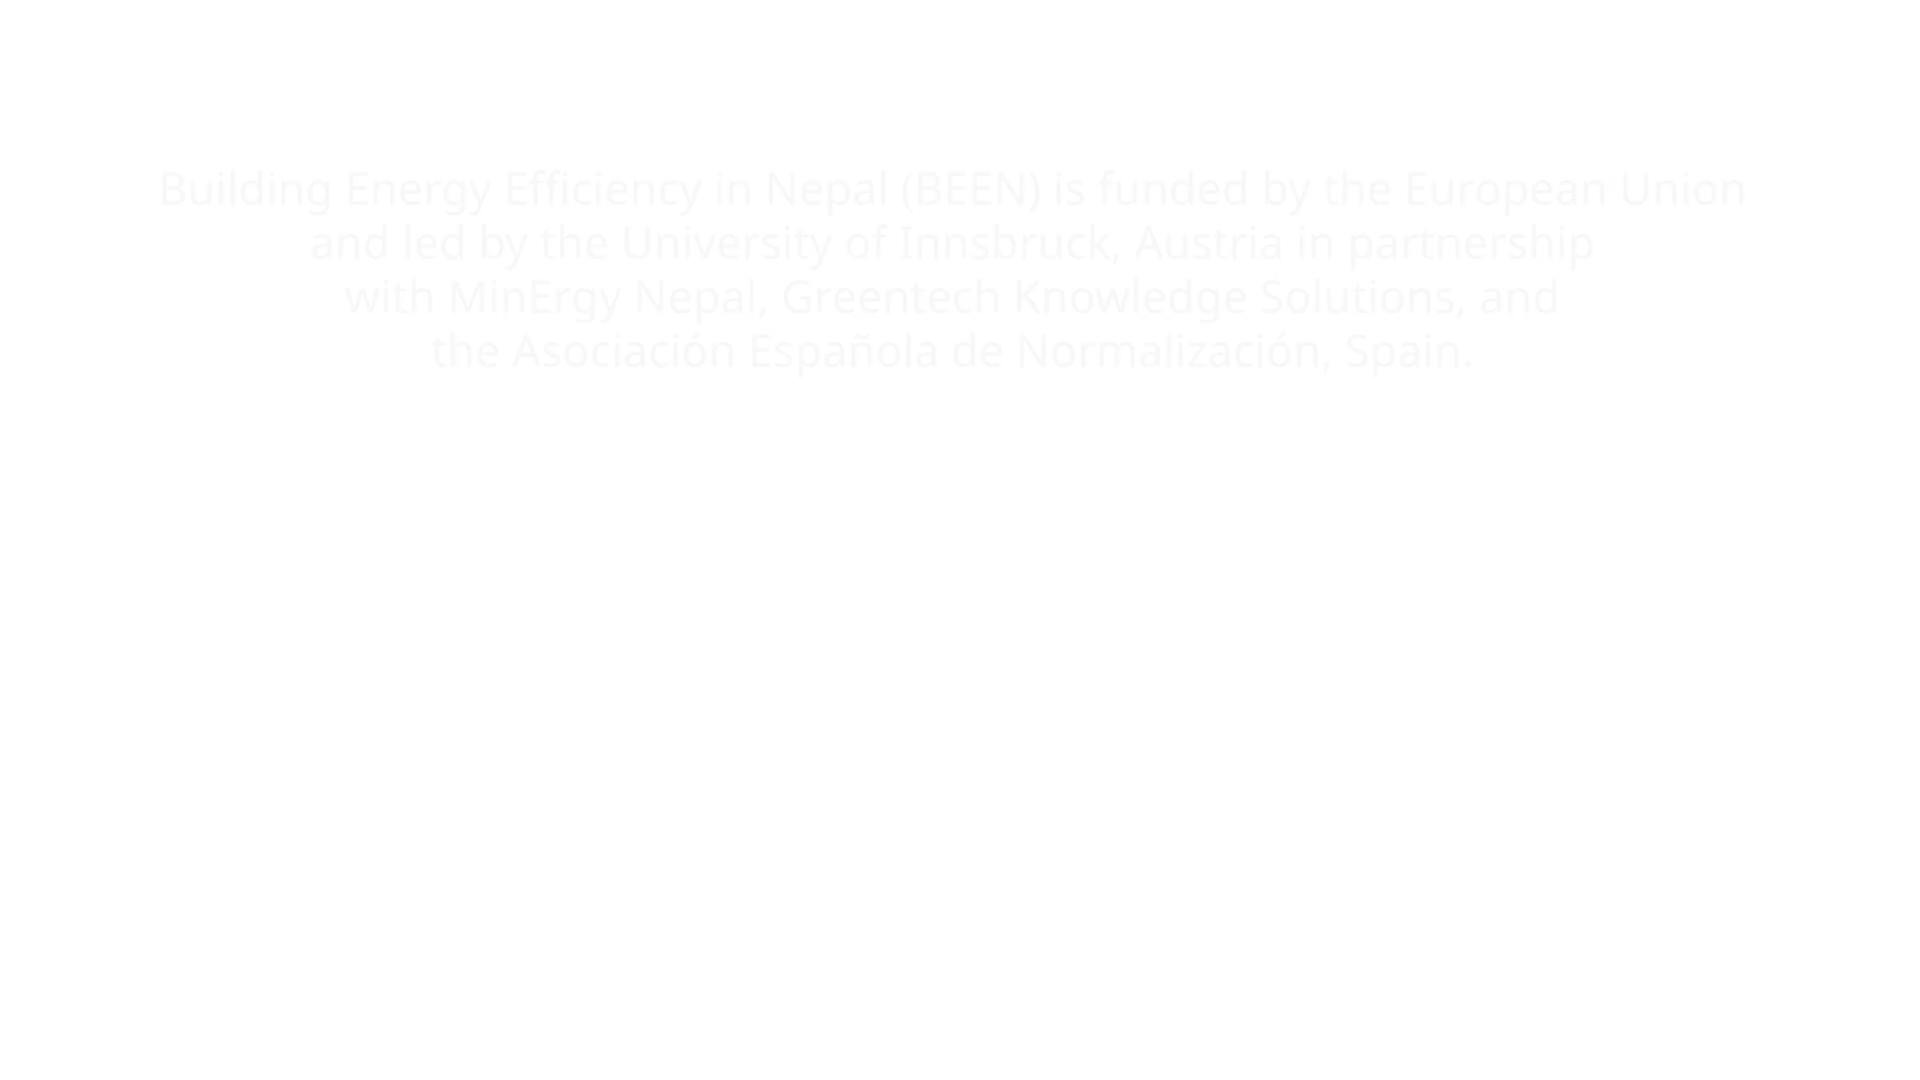 Building Energy Efficiency in Nepal (BEEN) is funded by the European Union
and led by the University of Innsbruck, Austria in partnership
with MinErgy Nepal, Greentech Knowledge Solutions, and
the Asociación Española de Normalización, Spain.